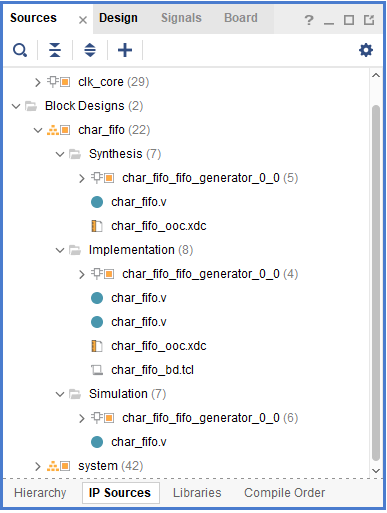 Sources Design Signals Board ? _
clk_core (29)
Block Designs (2)
char_fifo (22)
Synthesis (7)
char_fifo_fifo_generator_0_0 (5)
char_fifo.v
char_fifo_ooc.xdc
Implementation (8)
char_fifo_fifo_generator_0_0 (4)
char_fifo.v
char_fifo.v
char_fifo_ooc.xdc
char_fifo_bd.tcl
Simulation (7)
char_fifo_fifo_generator_0_0 (6)
char_fifo.v
system (42)
Hierarchy IP Sources Libraries Compile Order